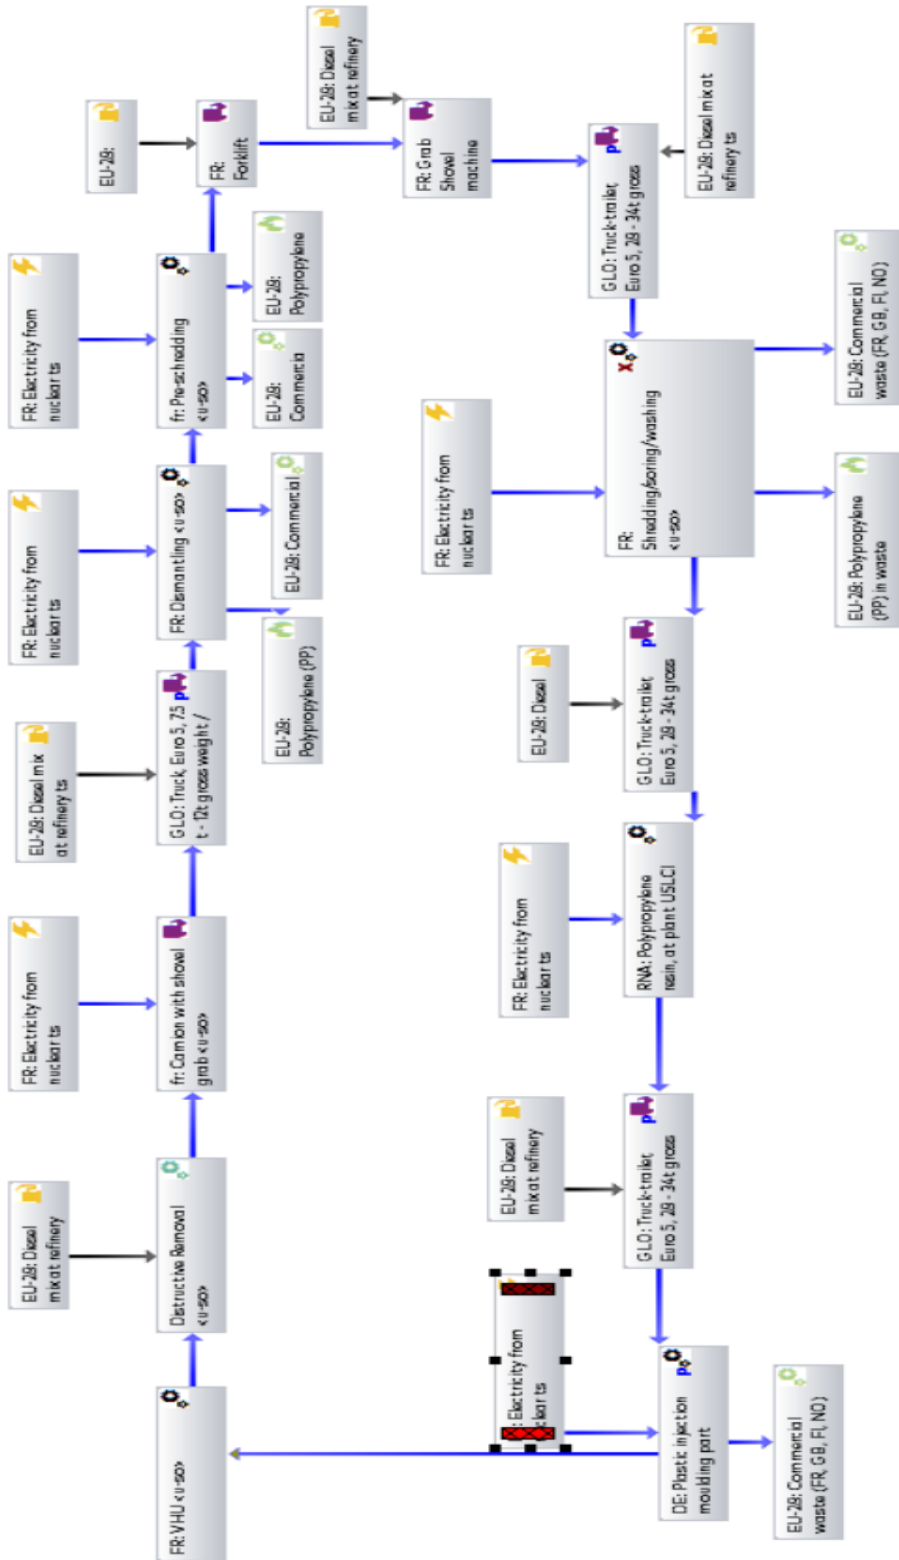 EU-28: Diesel
mix at refinery
FR: Electricity from
nuclear ts
EU-28: Diesel mix
at refinery ts
FR: Electricity from
nuclear ts
FR: Electricity from
nuclear ts
EU-28:
FR: VHU <u-so>
Distructive Removal
<u-so>
fr: Camion with shovel
grab <u-so>
GLO: Truck, Euro 5, 7.5
t - 12t gross weight /
FR: Dismantling <u-so>
fr: Pre-schredding
<u-so>
FR:
Forklift
EU-28:
Polypropylene (PP)
EU-28: Commercial
EU-28:
Commercia
EU-28:
Polypropylene
EU-28: Diesel
mix at refinery
FR: Grab
Shovel
machine
FR: Electricity from
nuclear ts
: Electricity from
clear ts
EU-28: Diesel
mix at refinery
FR: Electricity from
nuclear ts
EU-28: Diesel
GLO: Truck-trailer,
Euro 5, 28 - 34t gross
EU-28: Diesel mix at
refinery ts
DE: Plastic injection
moulding part
GLO: Truck-trailer,
Euro 5, 28 - 34t gross
RNA: Polypropylene
resin, at plant USLCI
GLO: Truck-trailer,
Euro 5, 28 - 34t gross
FR:
Shredding/soring/washing
<u-so>
EU-28: Commercial
waste (FR, GB, FI, NO)
EU-28: Polypropylene
(PP) in waste
EU-28: Commercial
waste (FR, GB, FI, NO)